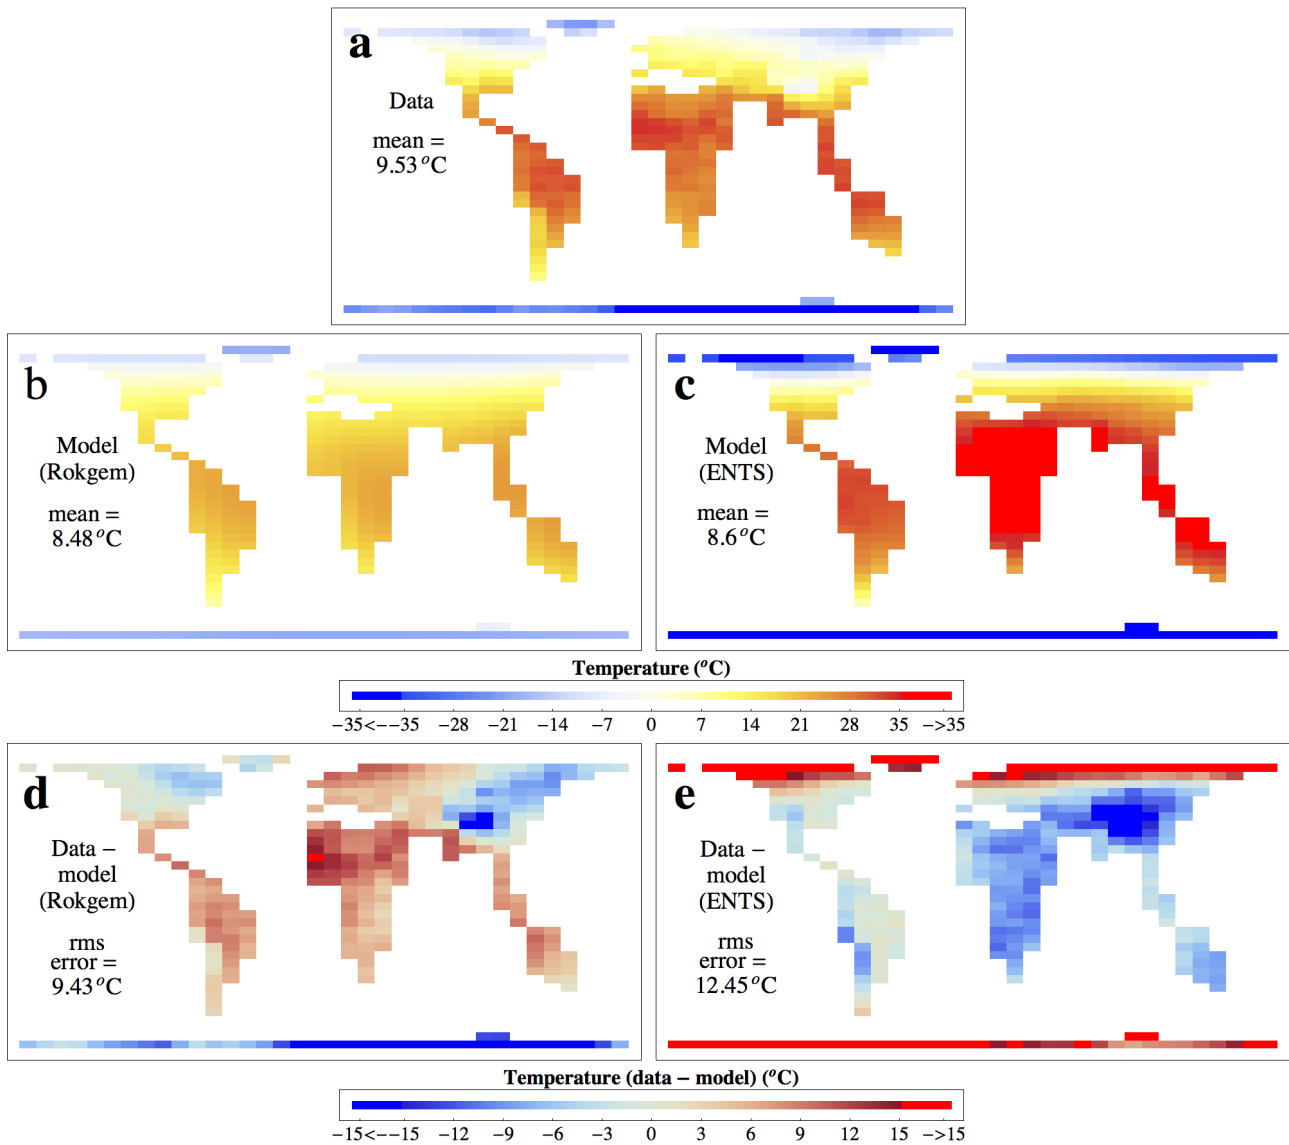 a
Data
mean =
9.53 °C
b
Model
(Rokgem)
mean =
8.48 °C
c
Model
(ENTS)
mean =
8.6 °C
Temperature (°C)
−35<−−35 −28 −21 −14 −7 0 7 14 21 28 35 −>35
d
Data −
model
(Rokgem)
rms
error =
9.43 °C
e
Data −
model
(ENTS)
rms
error =
12.45 °C
Temperature (data − model) (°C)
−15<−−15 −12 −9 −6 −3 0 3 6 9 12 15 −>15